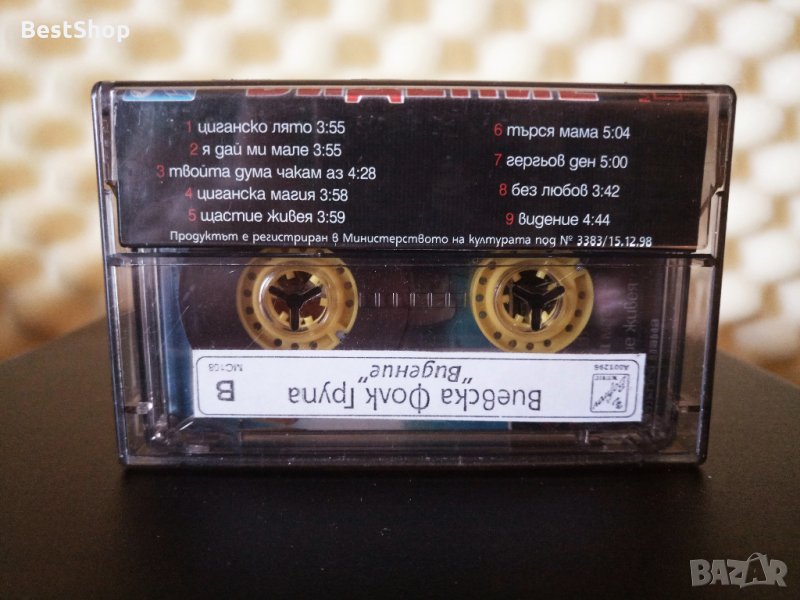 BestShop
ВИДЕНИЕ
1 циганско лято 3:55
2 я дай ми мале 3:55
3 твойта дума чакам аз 4:28
4 циганска магия 3:58
5 щастие живея 3:59
6 търся мама 5:04
7 гергьов ден 5:00
8 без любов 3:42
9 видение 4:44
Продуктът е регистриран в Министерството на културата под № 3383/15.12.98
Виевска Фолк Група
"Видение"
B
MC108
A001296
BAZAR